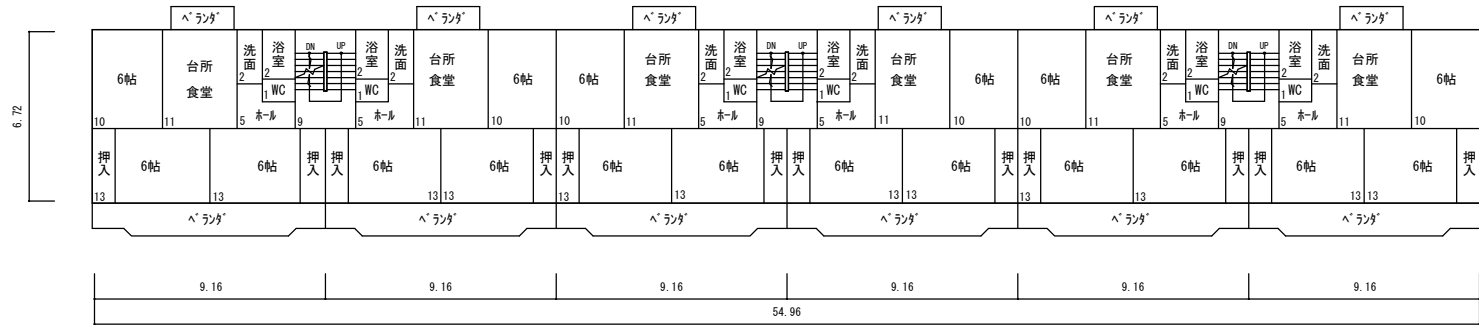 ベランダ ベランダ ベランダ ベランダ ベランダ ベランダ
6帖 台所 食堂 洗面 浴室 DN UP 浴室 洗面 台所 食堂 6帖 6帖 台所 食堂 洗面 浴室 DN UP 浴室 洗面 台所 食堂 6帖 6帖 台所 食堂 洗面 浴室 DN UP 浴室 洗面 台所 食堂 6帖
2 2 2 2 2 2 2 2 2 2 2 2
1 WC 1 WC 1 WC 1 WC 1 WC 1 WC
ホール ホール ホール ホール ホール ホール
10 11 5 9 5 11 10 10 11 5 9 5 11 10 10 11 5 9 5 11 10
押入 6帖 6帖 押入 押入 6帖 6帖 押入 押入 6帖 6帖 押入 押入 6帖 6帖 押入 押入 6帖 6帖 押入 押入 6帖 6帖 押入
13 13 13 13 13 13 13 13 13 13 13 13
ベランダ ベランダ ベランダ ベランダ ベランダ ベランダ
6.72
9.16 9.16 9.16 9.16 9.16 9.16
54.96